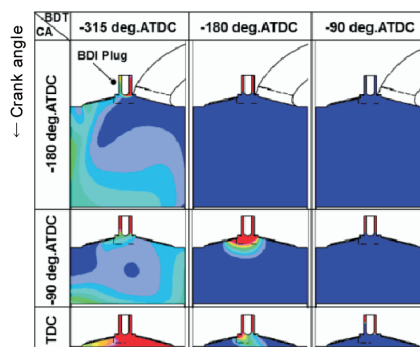 BDT
CA
-315 deg.ATDC
-180 deg.ATDC
-90 deg.ATDC
BDI Plug
← Crank angle
-180 deg.ATDC
-90 deg.ATDC
TDC